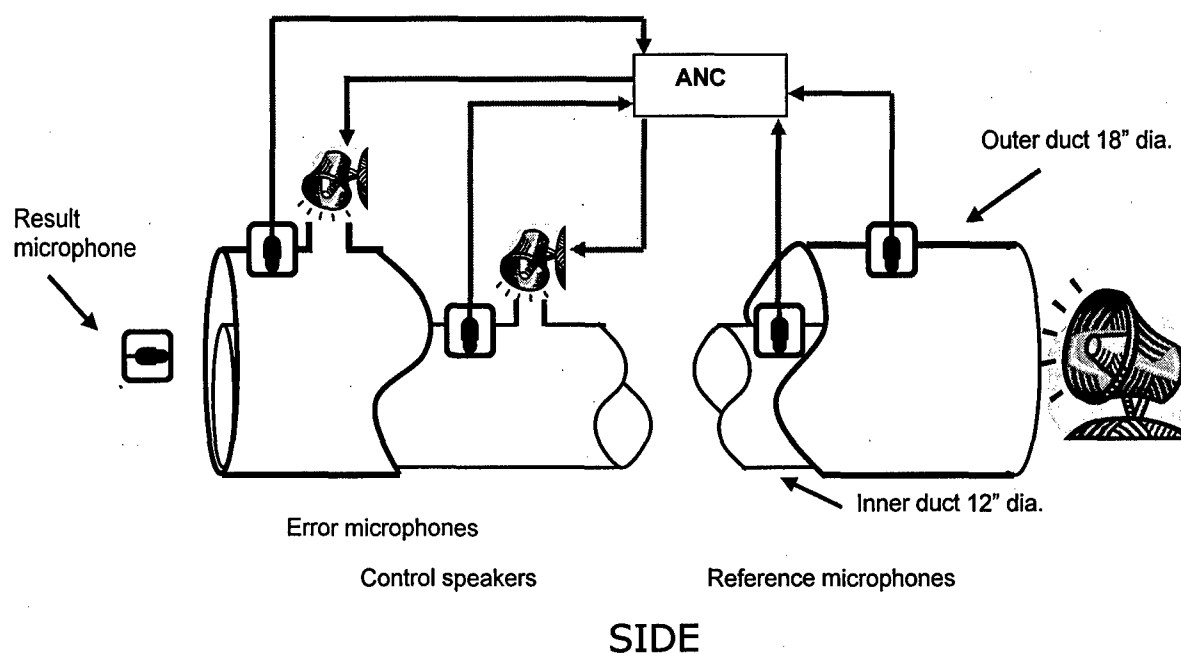 ANC
Outer duct 18” dia.
Result
microphone
Inner duct 12” dia.
Error microphones
Control speakers
Reference microphones
SIDE